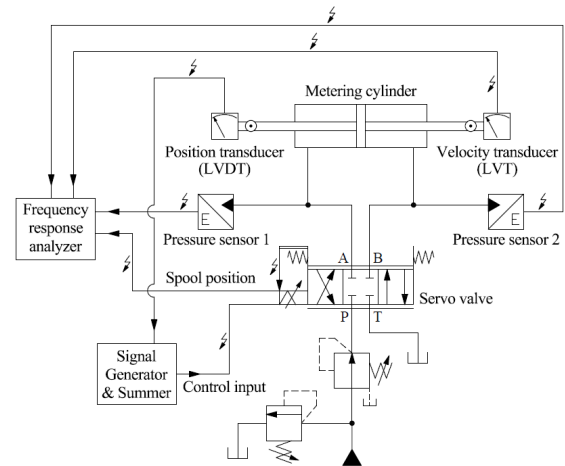 Metering cylinder
Position transducer
(LVDT)
Velocity transducer
(LVT)
Frequency
response
analyzer
E
Pressure sensor 1
E
Pressure sensor 2
A
B
Spool position
Servo valve
P
T
Signal
Generator
& Summer
Control input